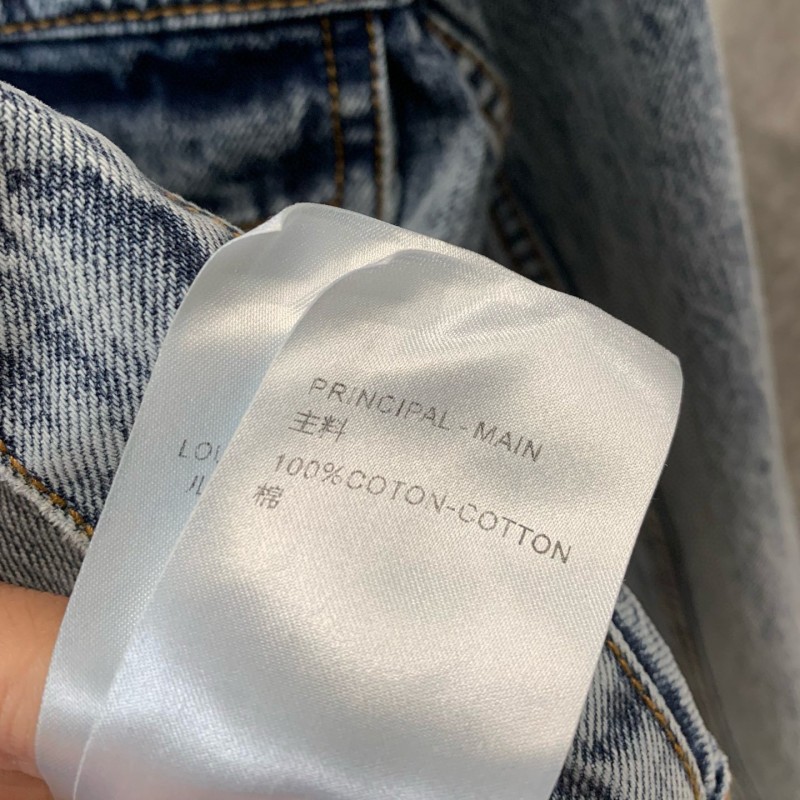 PRINCIPAL-MAIN
主料
100%COTON-COTTON
棉